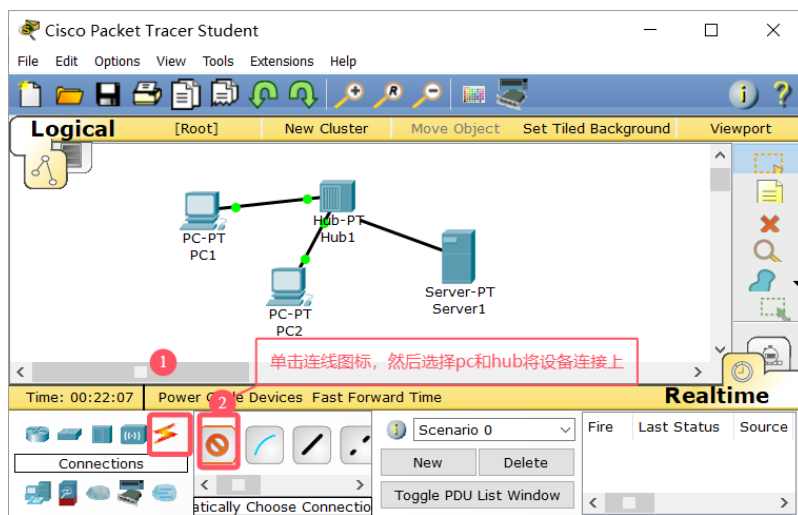 Cisco Packet Tracer Student
File Edit Options View Tools Extensions Help
Logical [Root] New Cluster Move Object Set Tiled Background Viewport
Hub-PT
Hub1
PC-PT
PC1
Server-PT
Server1
PC-PT
PC2
1
单击连线图标，然后选择pc和hub将设备连接上
2
Time: 00:22:07 Power Devices Fast Forward Time Realtime
Scenario 0
Fire Last Status Source
Connections
New Delete
Toggle PDU List Window
atically Choose Connectio